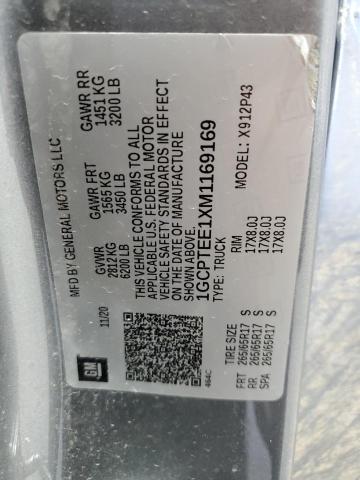 MFD BY GENERAL MOTORS LLC
11/20
GVWR
2812 KG
6200 LB
GAWR FRT
1565 KG
3450 LB
GAWR RR
1451 KG
3200 LB
THIS VEHICLE CONFORMS TO ALL
APPLICABLE U.S. FEDERAL MOTOR
VEHICLE SAFETY STANDARDS IN EFFECT
ON THE DATE OF MANUFACTURE
SHOWN ABOVE.
1GCPTEE1XM1169169
TYPE: TRUCK
MODEL: X912P43
GM
464C
TIRE SIZE RIM
FRT 265/65R17 S 17X8.0J
RR 265/65R17 S 17X8.0J
SPA 265/65R17 S 17X8.0J